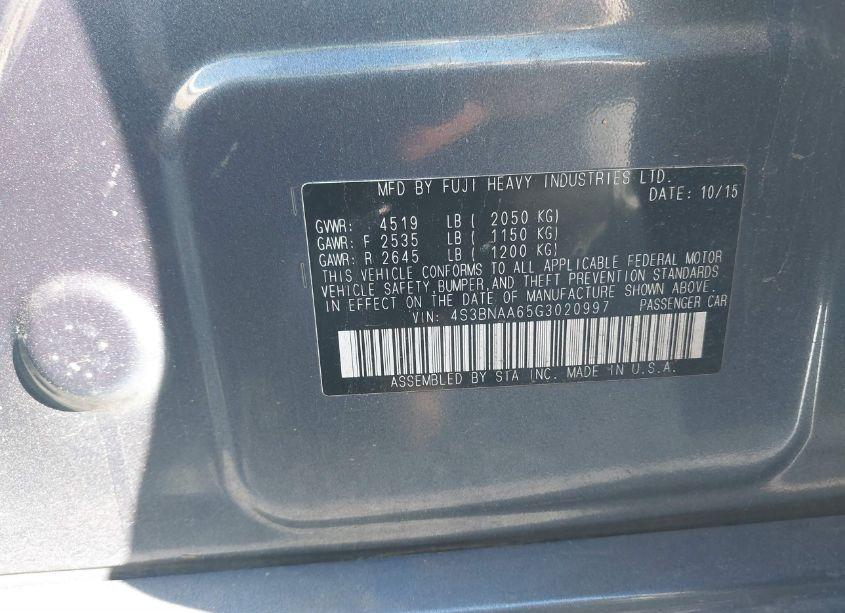 MFD BY FUJI HEAVY INDUSTRIES LTD.
DATE: 10/15
GVWR: 4519 LB ( 2050 KG)
GAWR: F 2535 LB ( 1150 KG)
GAWR: R 2645 LB ( 1200 KG)
THIS VEHICLE CONFORMS TO ALL APPLICABLE FEDERAL MOTOR
VEHICLE SAFETY,BUMPER,AND THEFT PREVENTION STANDARDS
IN EFFECT ON THE DATE OF MANUFACTURE SHOWN ABOVE.
VIN: 4S3BNAA65G3020997 PASSENGER CAR
ASSEMBLED BY STA INC. MADE IN U.S.A.